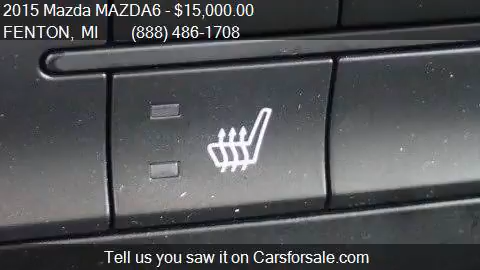 2015 Mazda MAZDA6 - $15,000.00
FENTON, MI (888) 486-1708
Tell us you saw it on Carsforsale.com